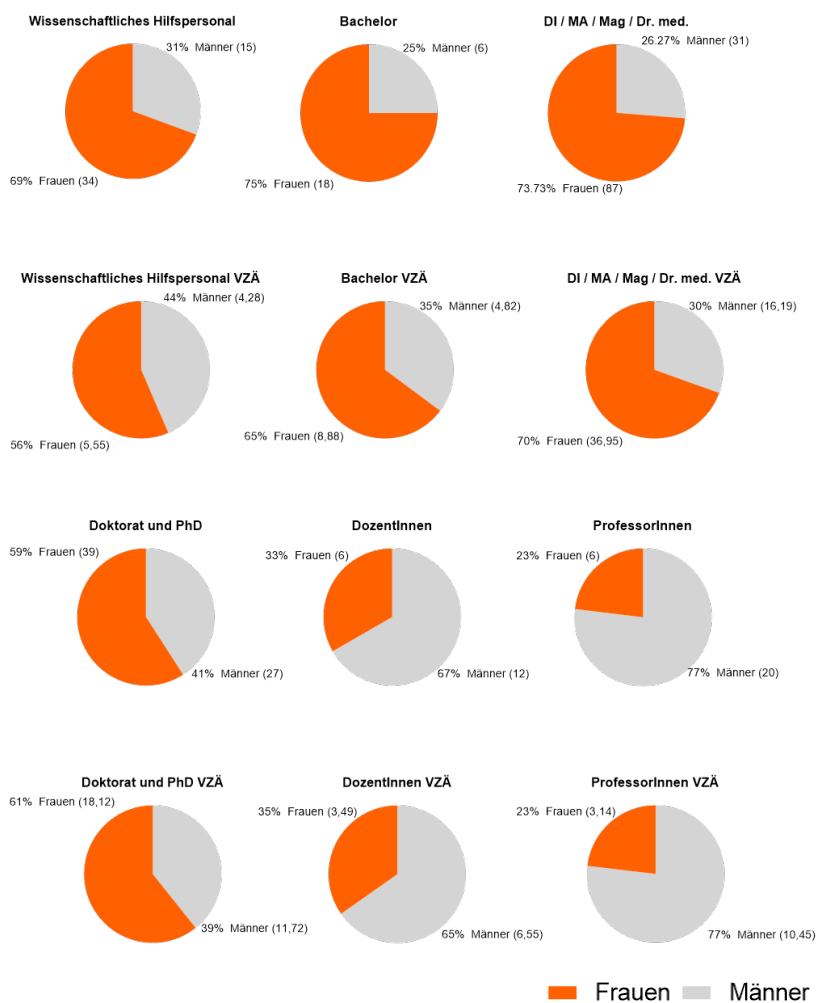 Wissenschaftliches Hilfspersonal
31% Männer (15)
69% Frauen (34)
Bachelor
25% Männer (6)
75% Frauen (18)
DI / MA / Mag / Dr. med.
26.27% Männer (31)
73.73% Frauen (87)
Wissenschaftliches Hilfspersonal VZÄ
44% Männer (4,28)
56% Frauen (5,55)
Bachelor VZÄ
35% Männer (4,82)
65% Frauen (8,88)
DI / MA / Mag / Dr. med. VZÄ
30% Männer (16,19)
70% Frauen (36,95)
Doktorat und PhD
59% Frauen (39)
41% Männer (27)
DozentInnen
33% Frauen (6)
67% Männer (12)
ProfessorInnen
23% Frauen (6)
77% Männer (20)
Doktorat und PhD VZÄ
61% Frauen (18,12)
39% Männer (11,72)
DozentInnen VZÄ
35% Frauen (3,49)
65% Männer (6,55)
ProfessorInnen VZÄ
23% Frauen (3,14)
77% Männer (10,45)
Frauen
Männer